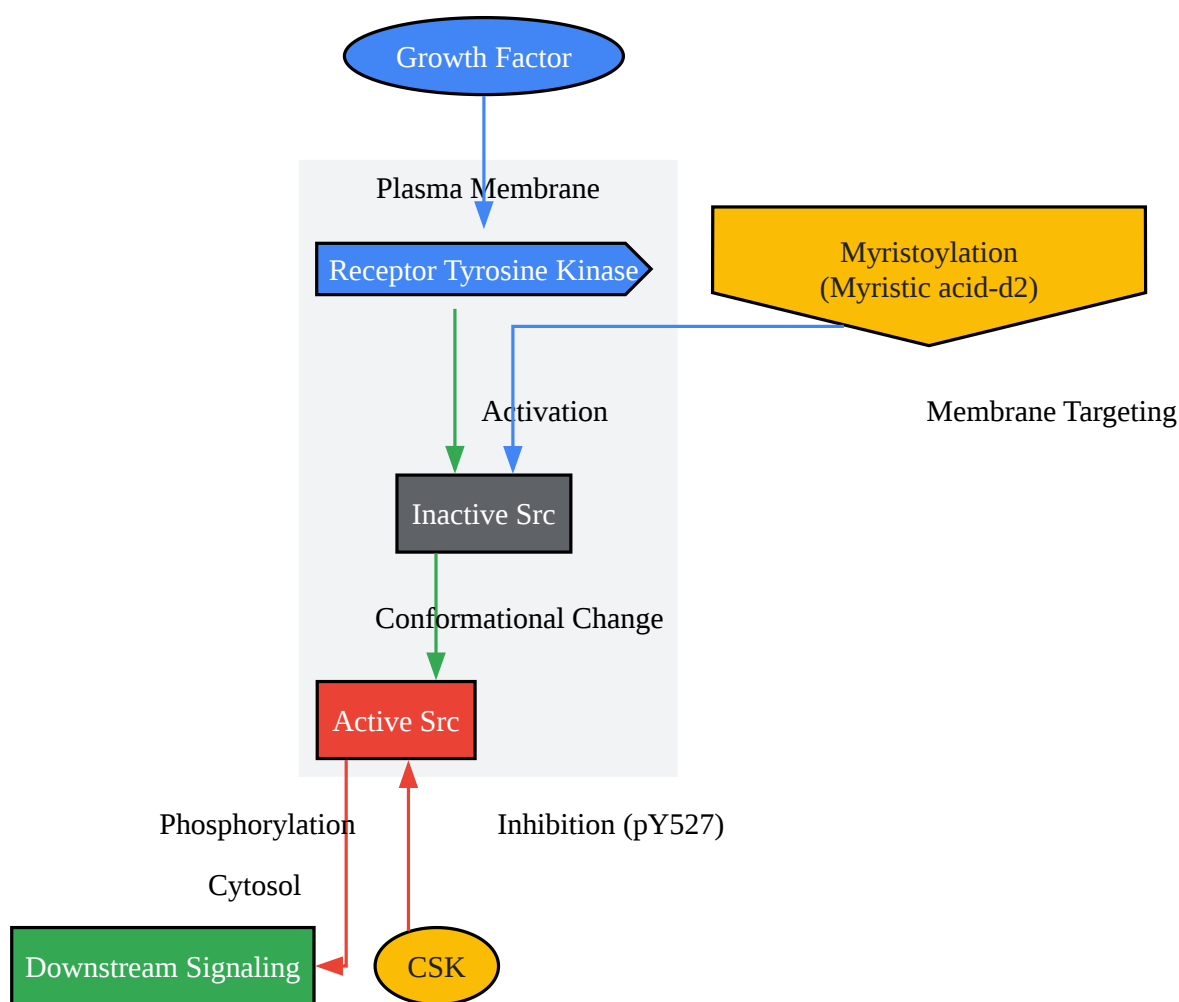 Growth Factor
Plasma Membrane
Receptor Tyrosine Kinase
Myristoylation
(Myristic acid-d2)
Activation
Membrane Targeting
Inactive Src
Conformational Change
Active Src
Phosphorylation
Inhibition (pY527)
Cytosol
Downstream Signaling
CSK